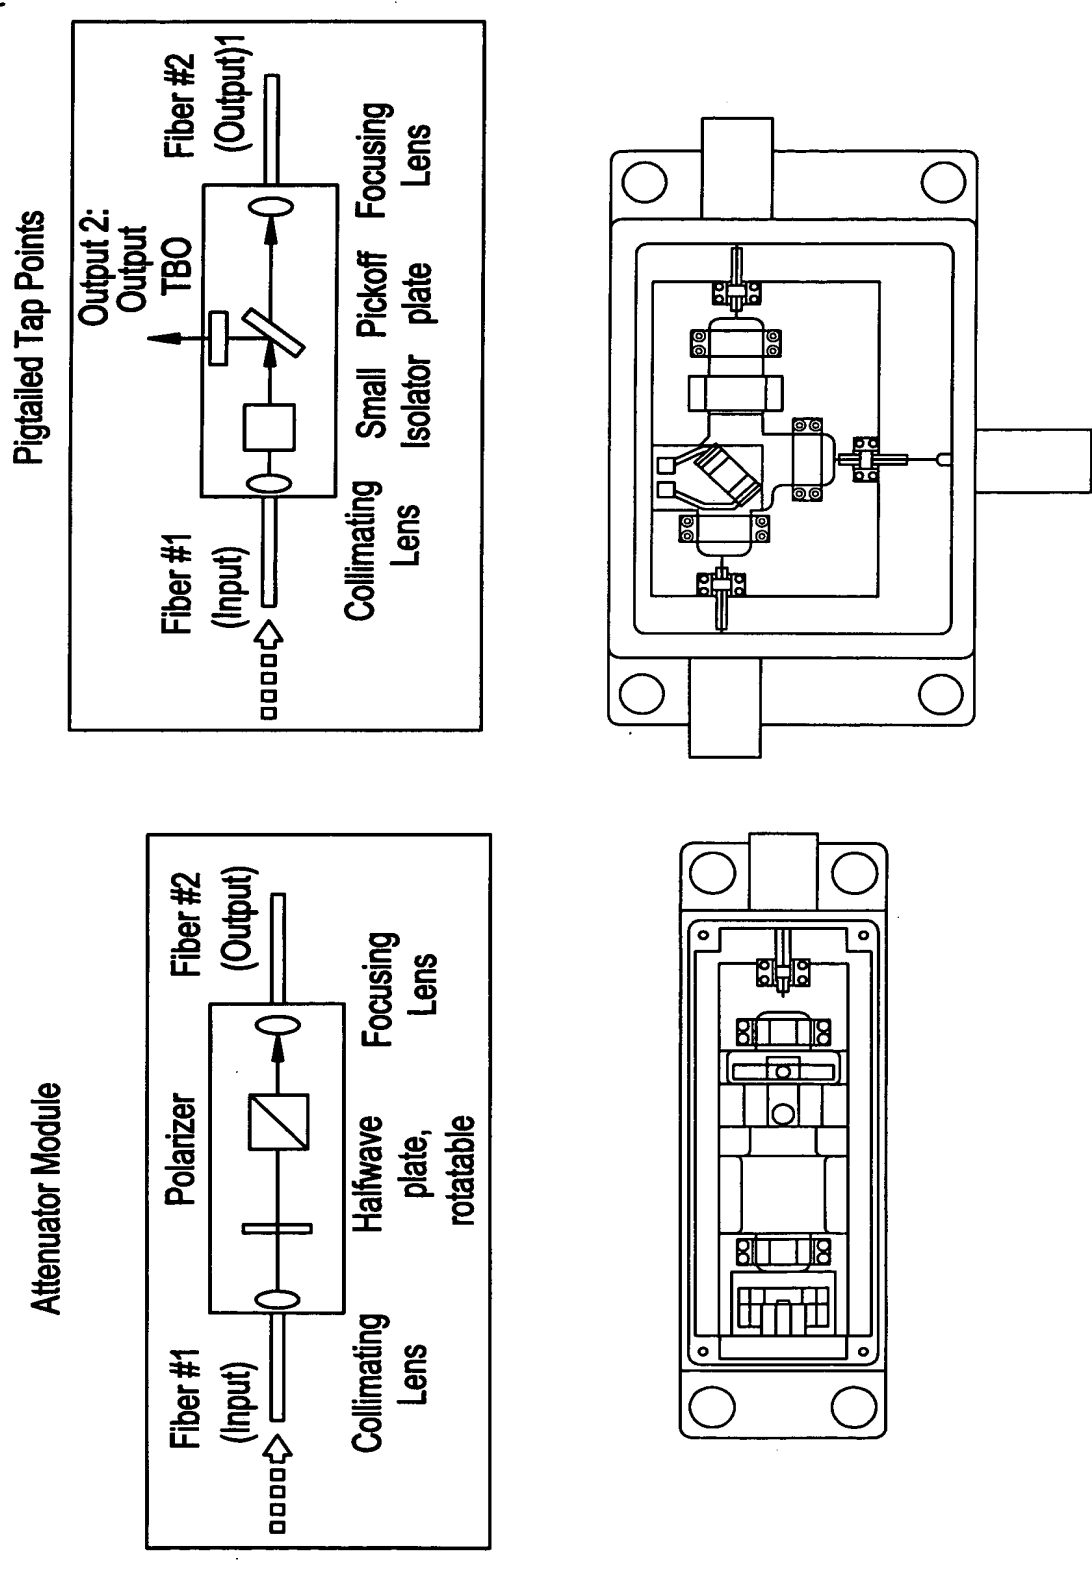 Attenuator Module
Fiber #1
(Input)
Polarizer
Fiber #2
(Output)
Collimating
Lens
Halfwave
plate,
rotatable
Focusing
Lens
Pigtailed Tap Points
Output 2:
Output
TBO
Fiber #1
(Input)
Fiber #2
(Output)1
Collimating
Lens
Small
Isolator
Pickoff
plate
Focusing
Lens